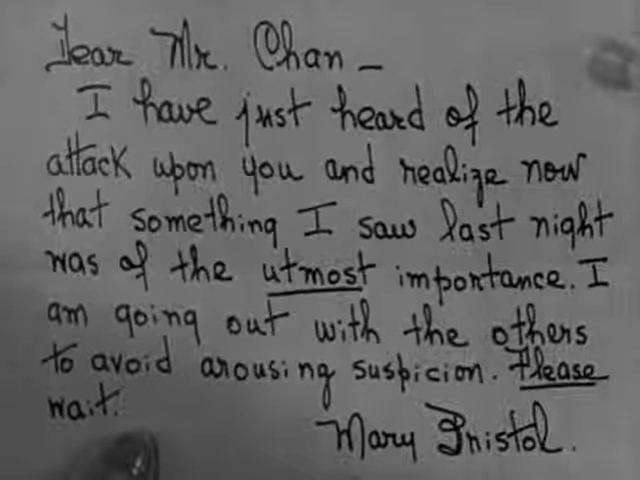 Dear Mr. Chan -
I have just heard of the
attack upon you and realize now
that something I saw last night
was of the utmost importance. I
am going out with the others
to avoid arousing suspicion. Please
wait.
Mary Bristol.